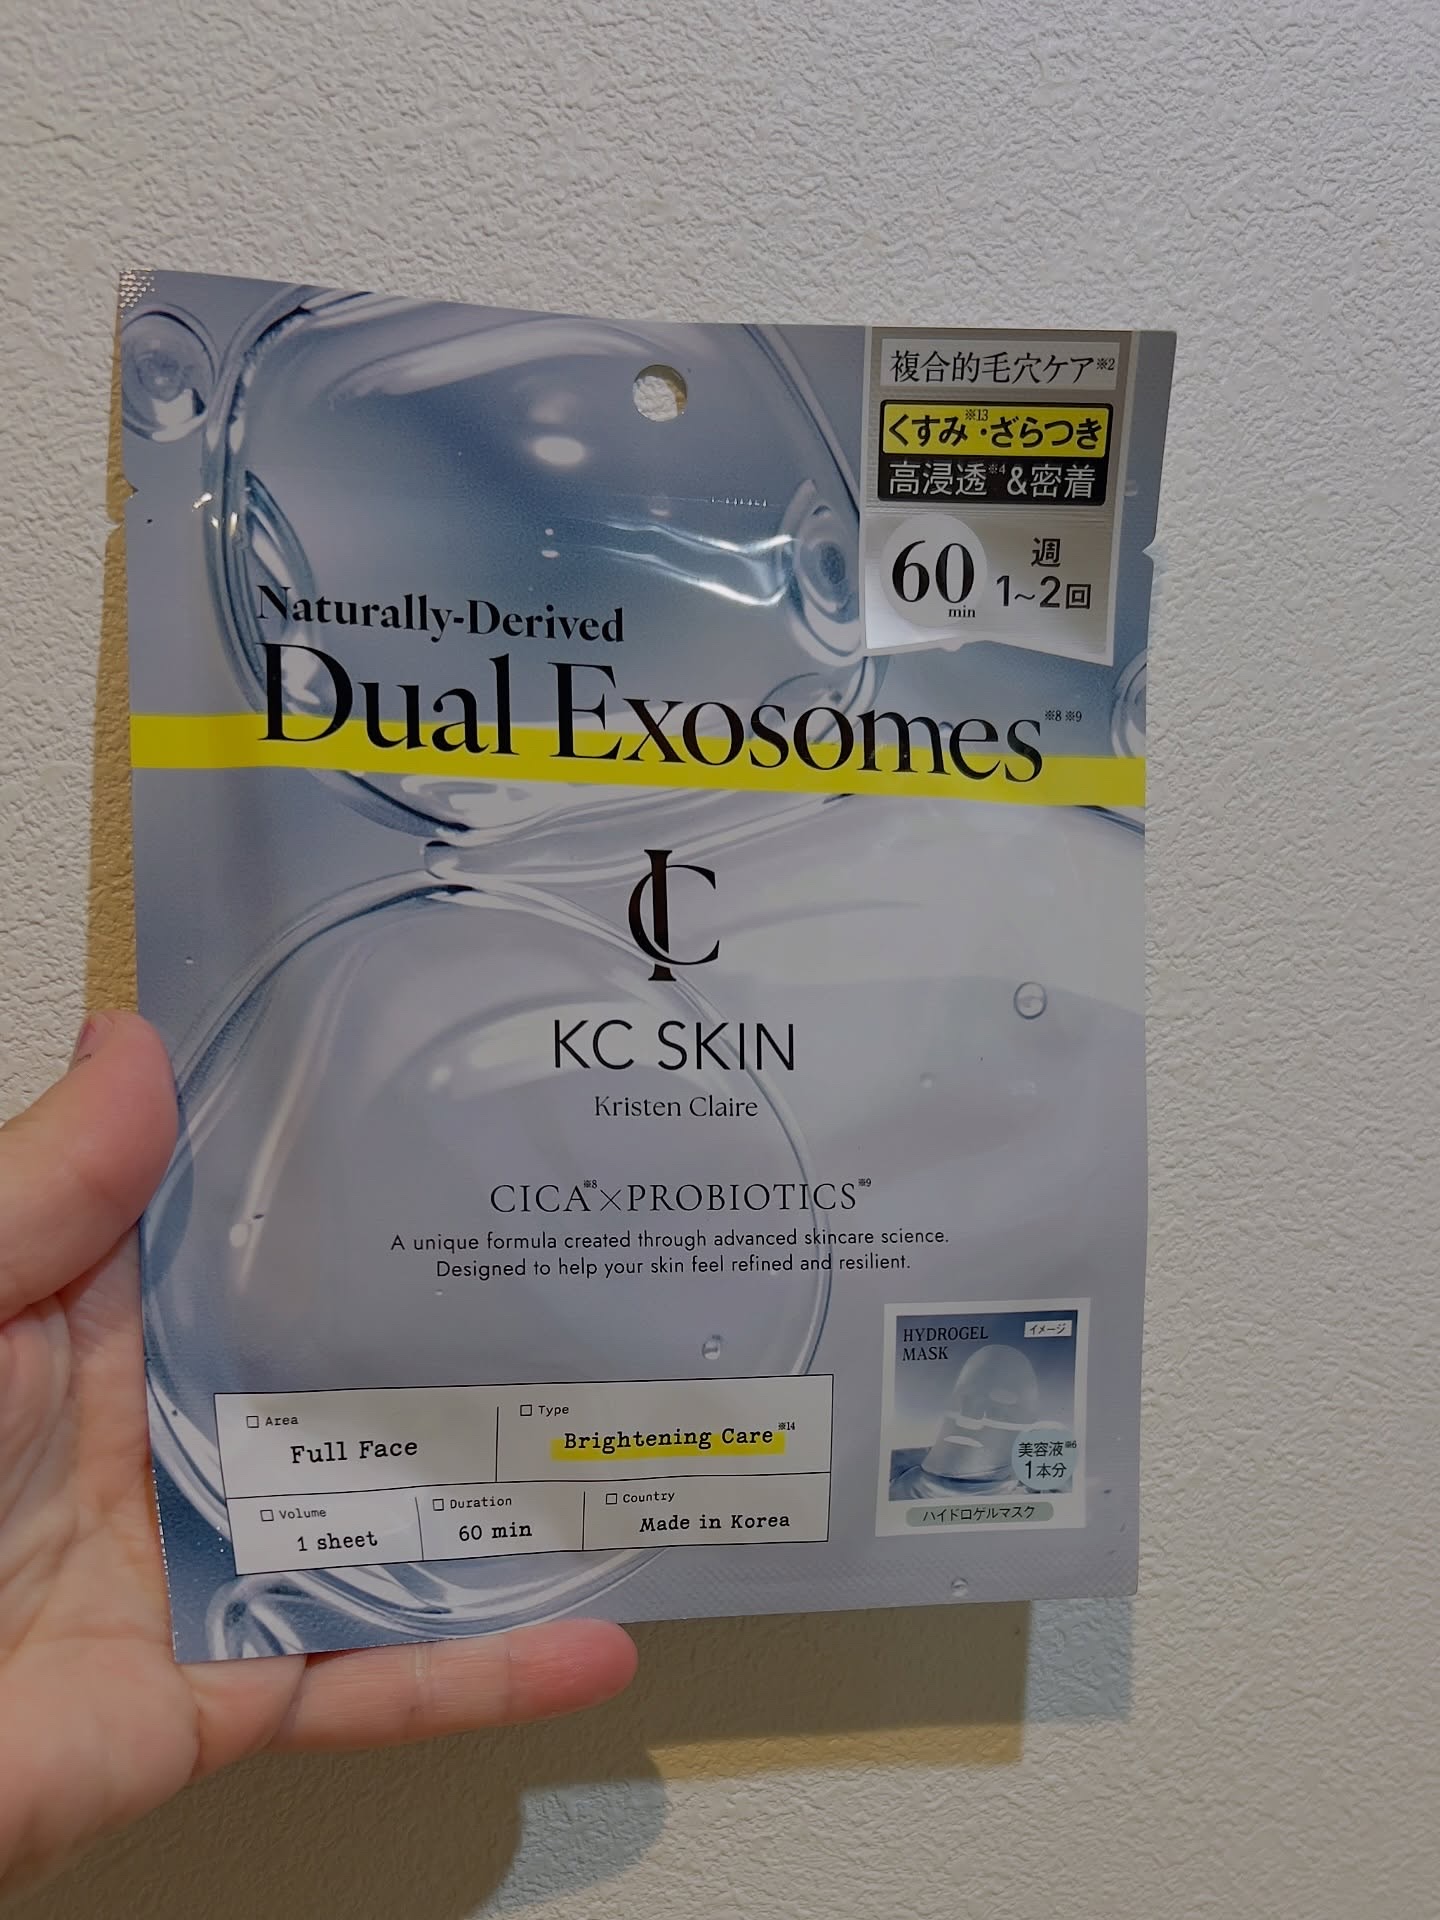 複合的毛穴ケア※2
くすみ※13・ざらつき
高浸透※4&密着
60min
週
1~2回
Naturally-Derived
Dual Exosomes※8 ※9
KC SKIN
Kristen Claire
CICA※8×PROBIOTICS※9
A unique formula created through advanced skincare science.
Designed to help your skin feel refined and resilient.
HYDROGEL イメージ
MASK
美容液※6
1本分
ハイドロゲルマスク
□ Area
Full Face
□ Type
Brightening Care※14
□ Volume
1 sheet
□ Duration
60 min
□ Country
Made in Korea